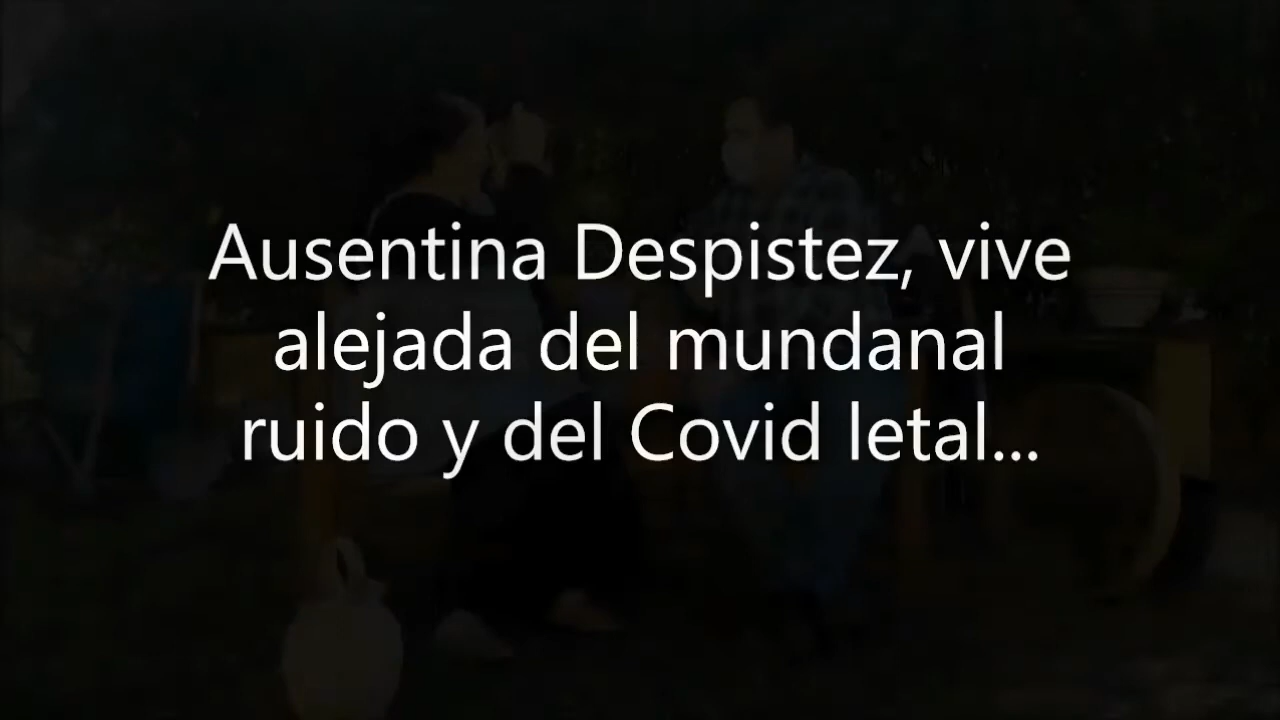 Ausentina Despistez, vive
alejada del mundanal
ruido y del Covid letal...